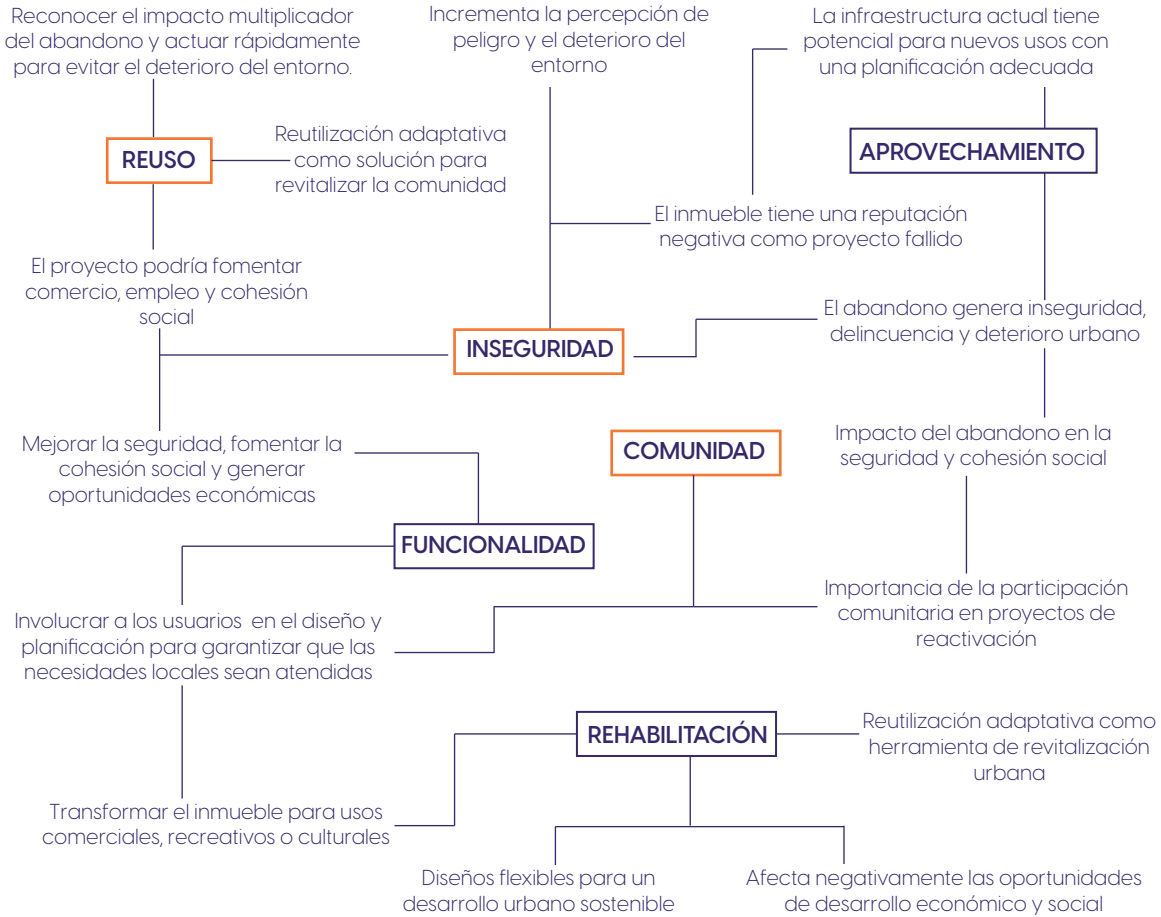 Reconocer el impacto multiplicador
del abandono y actuar rápidamente
para evitar el deterioro del entorno.
Incrementa la percepción de
peligro y el deterioro del
entorno
La infraestructura actual tiene
potencial para nuevos usos con
una planificación adecuada
REUSO
Reutilización adaptativa
como solución para
revitalizar la comunidad
APROVECHAMIENTO
El inmueble tiene una reputación
negativa como proyecto fallido
El proyecto podría fomentar
comercio, empleo y cohesión
social
INSEGURIDAD
El abandono genera inseguridad,
delincuencia y deterioro urbano
Mejorar la seguridad, fomentar la
cohesión social y generar
oportunidades económicas
COMUNIDAD
Impacto del abandono en la
seguridad y cohesión social
FUNCIONALIDAD
Involucrar a los usuarios en el diseño y
planificación para garantizar que las
necesidades locales sean atendidas
Importancia de la participación
comunitaria en proyectos de
reactivación
REHABILITACIÓN
Reutilización adaptativa como
herramienta de revitalización
urbana
Transformar el inmueble para usos
comerciales, recreativos o culturales
Diseños flexibles para un
desarrollo urbano sostenible
Afecta negativamente las oportunidades
de desarrollo económico y social